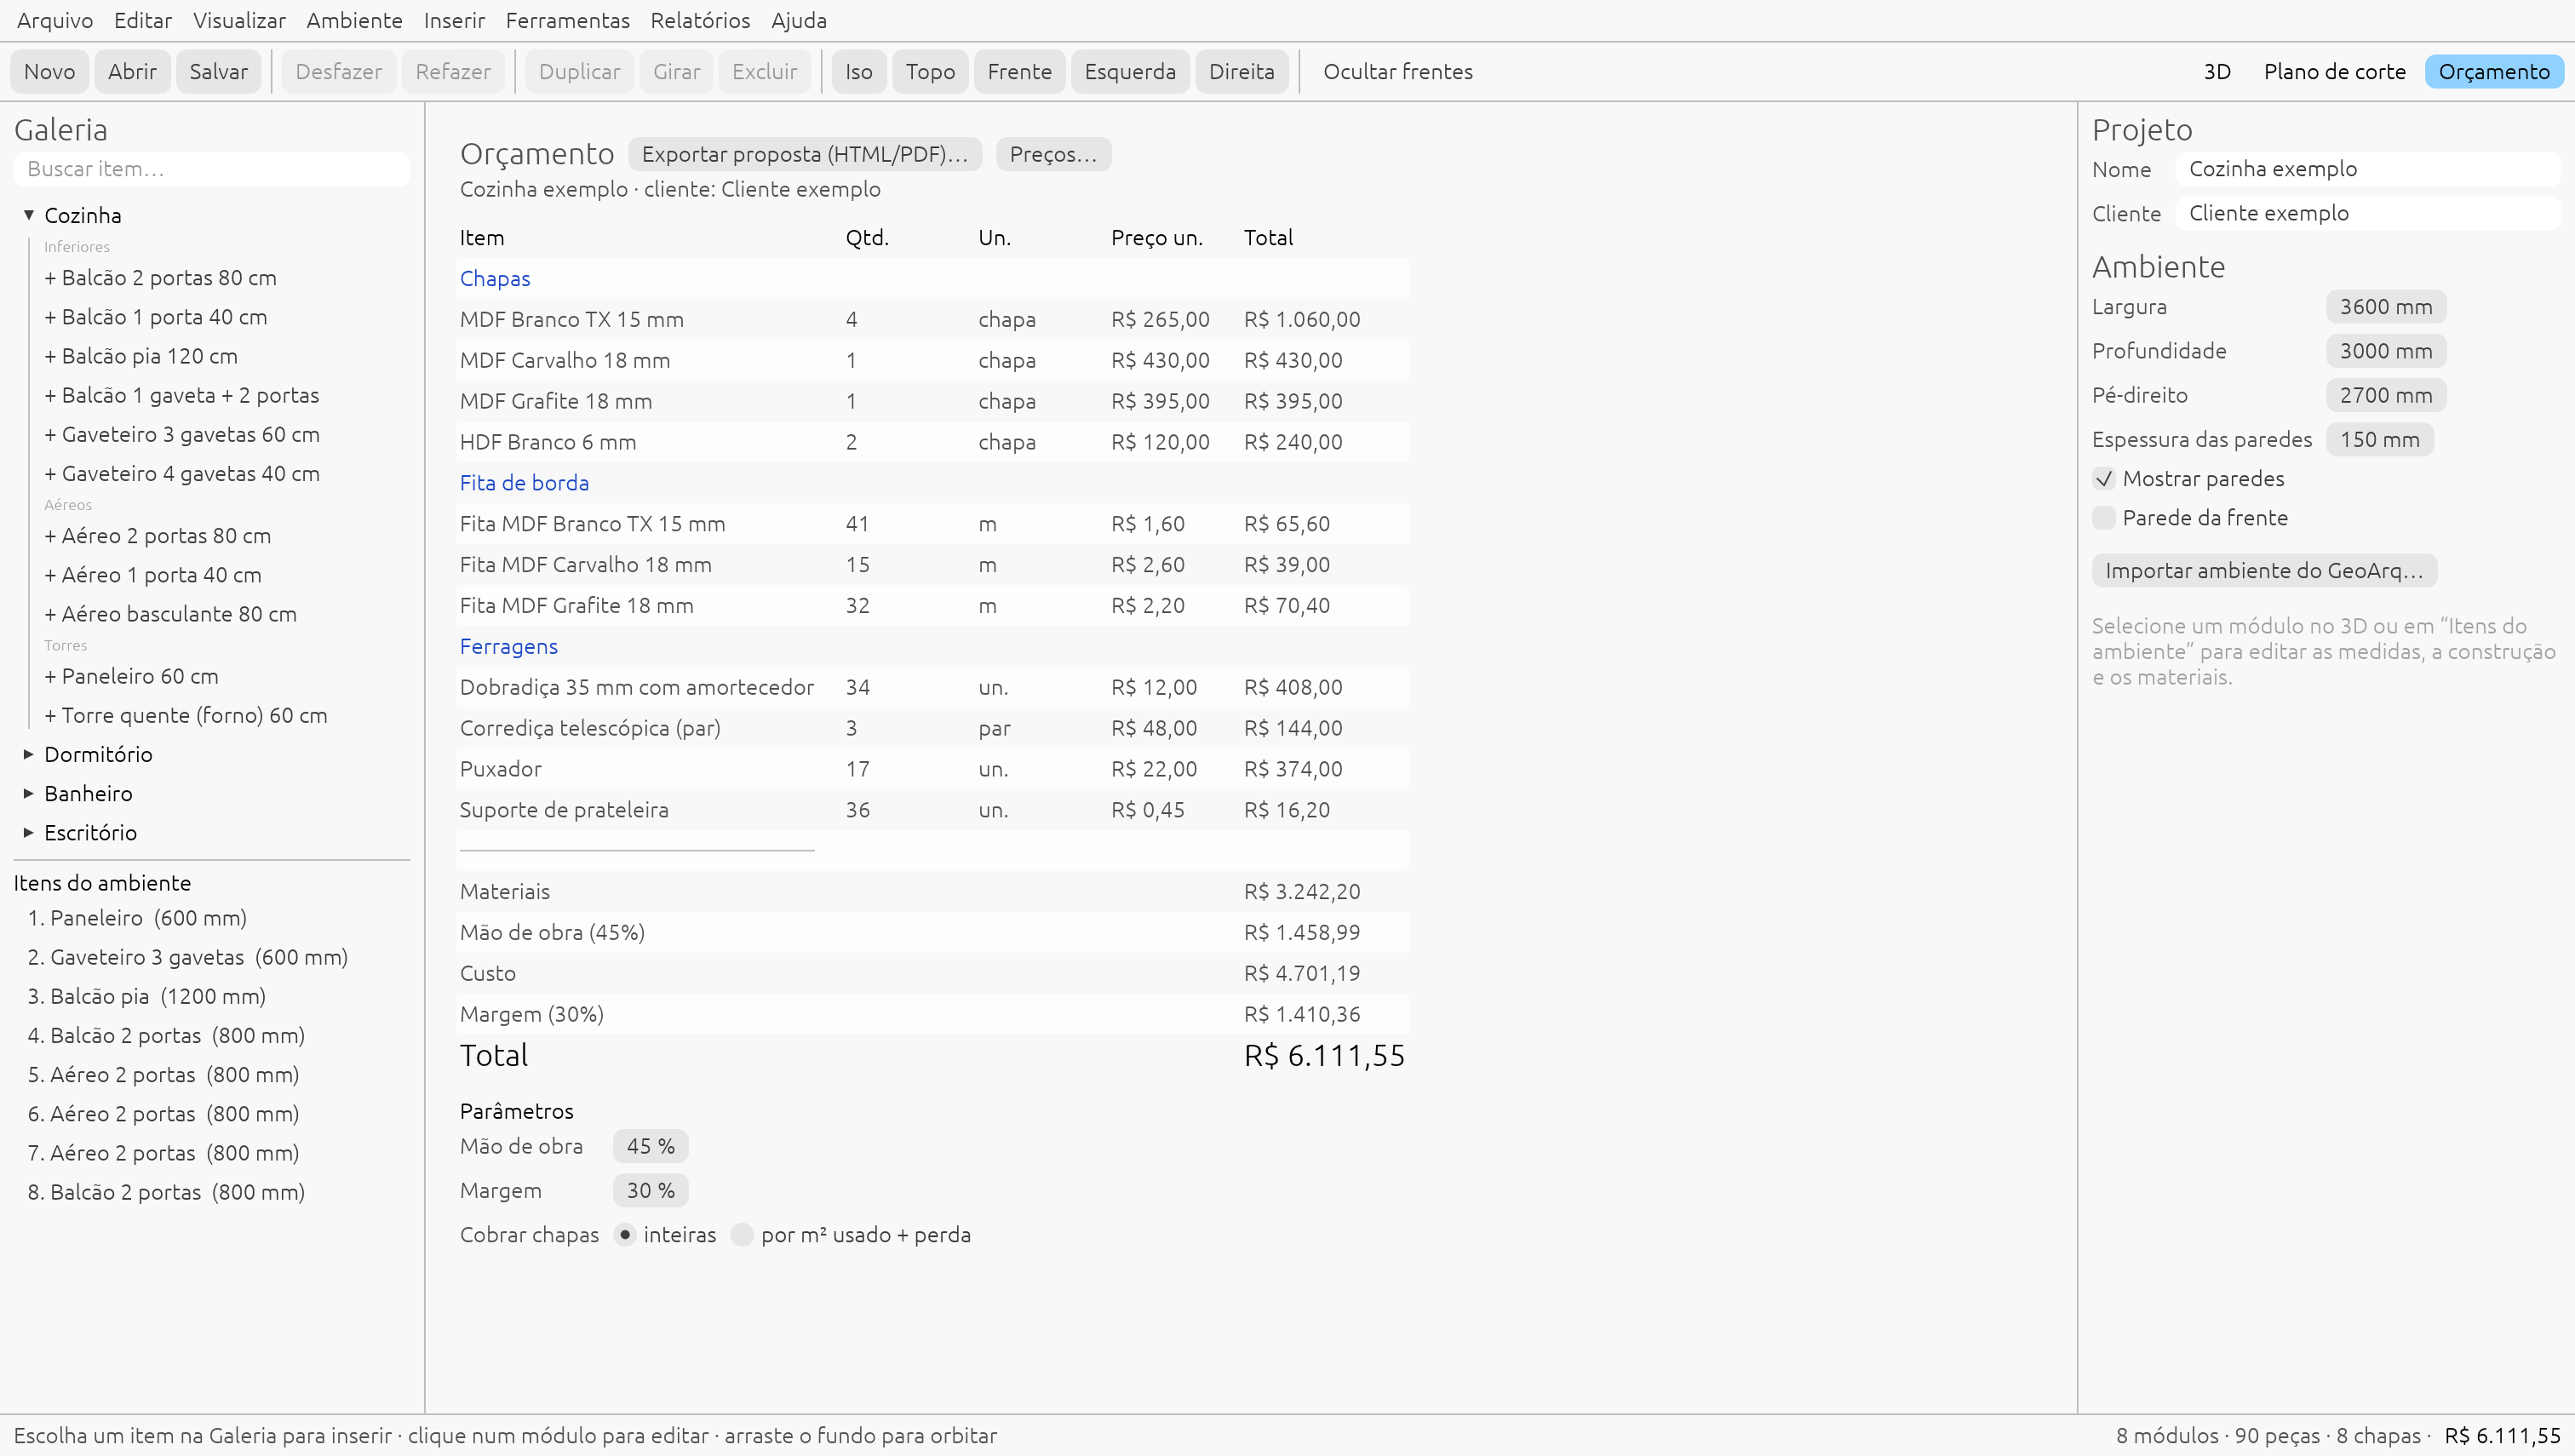 Arquivo Editar Visualizar Ambiente Inserir Ferramentas Relatórios Ajuda
Novo Abrir Salvar Desfazer Refazer Duplicar Girar Excluir Iso Topo Frente Esquerda Direita Ocultar frentes 3D Plano de corte Orçamento
Galeria
Buscar item…
▼ Cozinha
Inferiores
+ Balcão 2 portas 80 cm
+ Balcão 1 porta 40 cm
+ Balcão pia 120 cm
+ Balcão 1 gaveta + 2 portas
+ Gaveteiro 3 gavetas 60 cm
+ Gaveteiro 4 gavetas 40 cm
Aéreos
+ Aéreo 2 portas 80 cm
+ Aéreo 1 porta 40 cm
+ Aéreo basculante 80 cm
Torres
+ Paneleiro 60 cm
+ Torre quente (forno) 60 cm
▶ Dormitório
▶ Banheiro
▶ Escritório
Itens do ambiente
1. Paneleiro (600 mm)
2. Gaveteiro 3 gavetas (600 mm)
3. Balcão pia (1200 mm)
4. Balcão 2 portas (800 mm)
5. Aéreo 2 portas (800 mm)
6. Aéreo 2 portas (800 mm)
7. Aéreo 2 portas (800 mm)
8. Balcão 2 portas (800 mm)
Orçamento Exportar proposta (HTML/PDF)… Preços…
Cozinha exemplo · cliente: Cliente exemplo
Item Qtd. Un. Preço un. Total
Chapas
MDF Branco TX 15 mm 4 chapa R$ 265,00 R$ 1.060,00
MDF Carvalho 18 mm 1 chapa R$ 430,00 R$ 430,00
MDF Grafite 18 mm 1 chapa R$ 395,00 R$ 395,00
HDF Branco 6 mm 2 chapa R$ 120,00 R$ 240,00
Fita de borda
Fita MDF Branco TX 15 mm 41 m R$ 1,60 R$ 65,60
Fita MDF Carvalho 18 mm 15 m R$ 2,60 R$ 39,00
Fita MDF Grafite 18 mm 32 m R$ 2,20 R$ 70,40
Ferragens
Dobradiça 35 mm com amortecedor 34 un. R$ 12,00 R$ 408,00
Corrediça telescópica (par) 3 par R$ 48,00 R$ 144,00
Puxador 17 un. R$ 22,00 R$ 374,00
Suporte de prateleira 36 un. R$ 0,45 R$ 16,20
Materiais R$ 3.242,20
Mão de obra (45%) R$ 1.458,99
Custo R$ 4.701,19
Margem (30%) R$ 1.410,36
Total R$ 6.111,55
Parâmetros
Mão de obra 45 %
Margem 30 %
Cobrar chapas inteiras por m² usado + perda
Projeto
Nome Cozinha exemplo
Cliente Cliente exemplo
Ambiente
Largura 3600 mm
Profundidade 3000 mm
Pé-direito 2700 mm
Espessura das paredes 150 mm
Mostrar paredes
Parede da frente
Importar ambiente do GeoArq…
Selecione um módulo no 3D ou em “Itens do
ambiente” para editar as medidas, a construção
e os materiais.
Escolha um item na Galeria para inserir · clique num módulo para editar · arraste o fundo para orbitar
8 módulos · 90 peças · 8 chapas · R$ 6.111,55